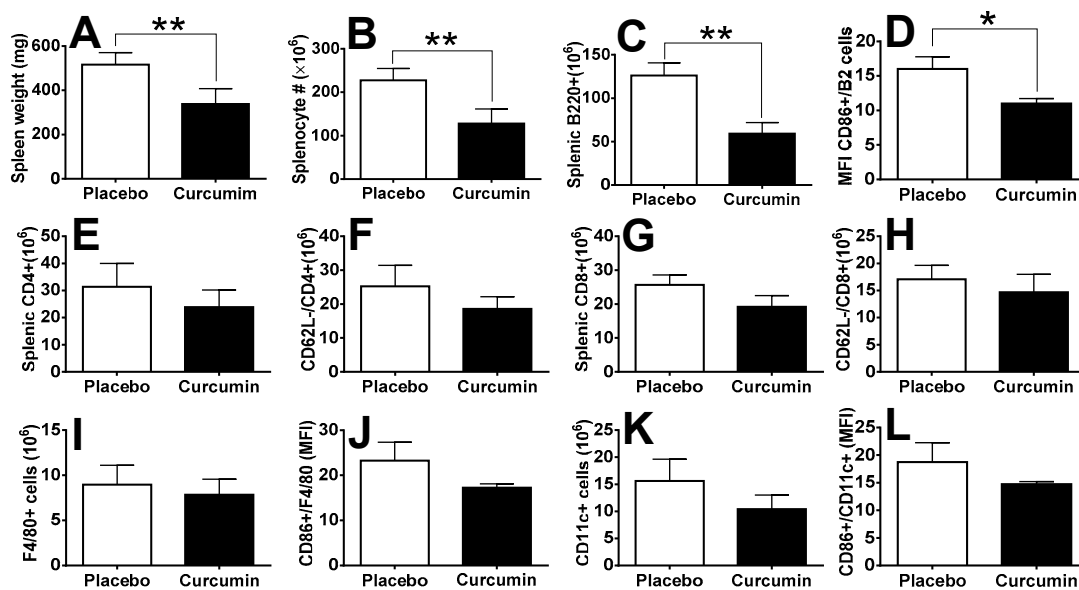 A
**
Spleen weight (mg)
600
400
200
0
Placebo Curcumim
B
**
Splenocyte # (×10⁶)
300
200
100
0
Placebo Curcumin
C
**
Splenic B220+(10⁶)
150
100
50
0
Placebo Curcumin
D
*
MFI CD86+/B2 cells
20
15
10
5
0
Placebo Curcumin
E
Splenic CD4+(10⁶)
50
40
30
20
10
0
Placebo Curcumin
F
CD62L-/CD4+(10⁶)
40
30
20
10
0
Placebo Curcumin
G
Splenic CD8+(10⁶)
40
30
20
10
0
Placebo Curcumin
H
CD62L-/CD8+(10⁶)
25
20
15
10
5
0
Placebo Curcumin
I
F4/80+ cells (10⁶)
15
10
5
0
Placebo Curcumin
J
CD86+/F4/80 (MFI)
30
20
10
0
Placebo Curcumin
K
CD11c+ cells (10⁶)
25
20
15
10
5
0
Placebo Curcumin
L
CD86+/CD11c+ (MFI)
25
20
15
10
5
0
Placebo Curcumin